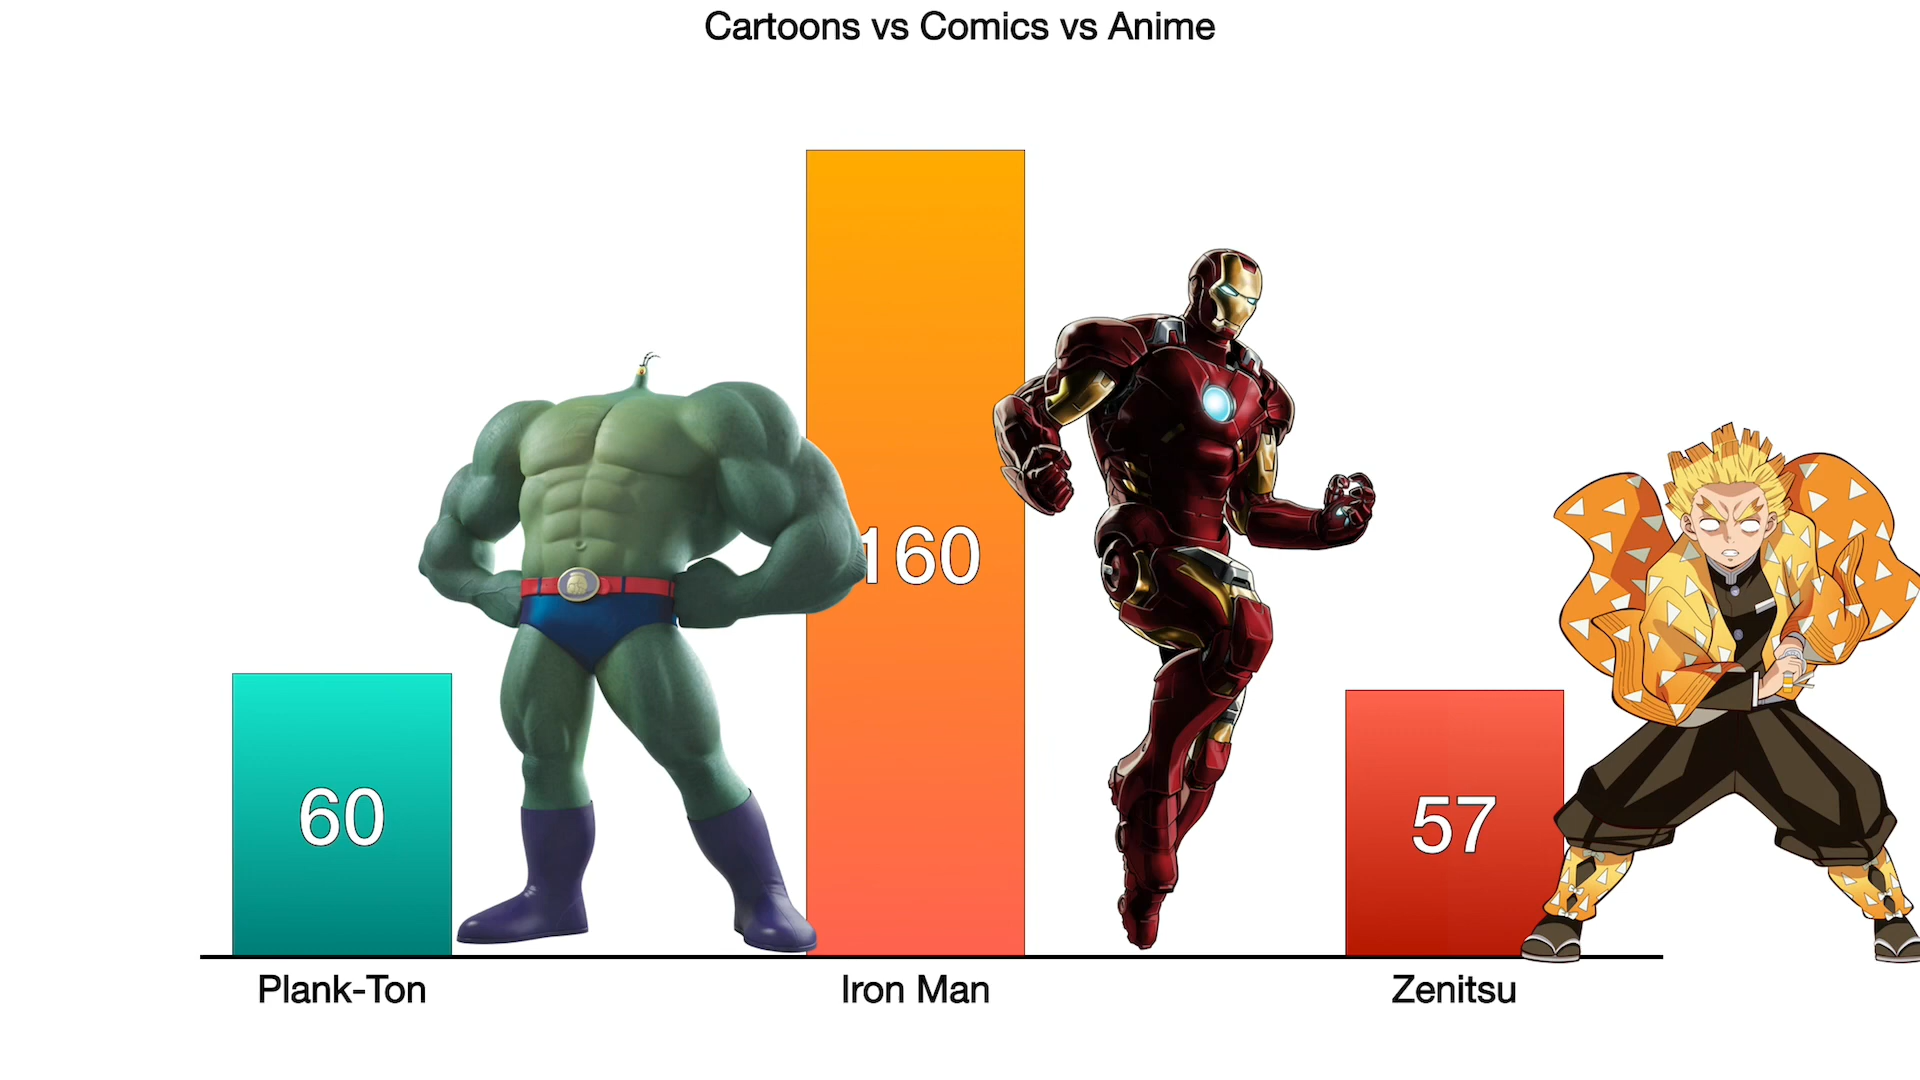 Cartoons vs Comics vs Anime
160
60
57
Plank-Ton
Iron Man
Zenitsu